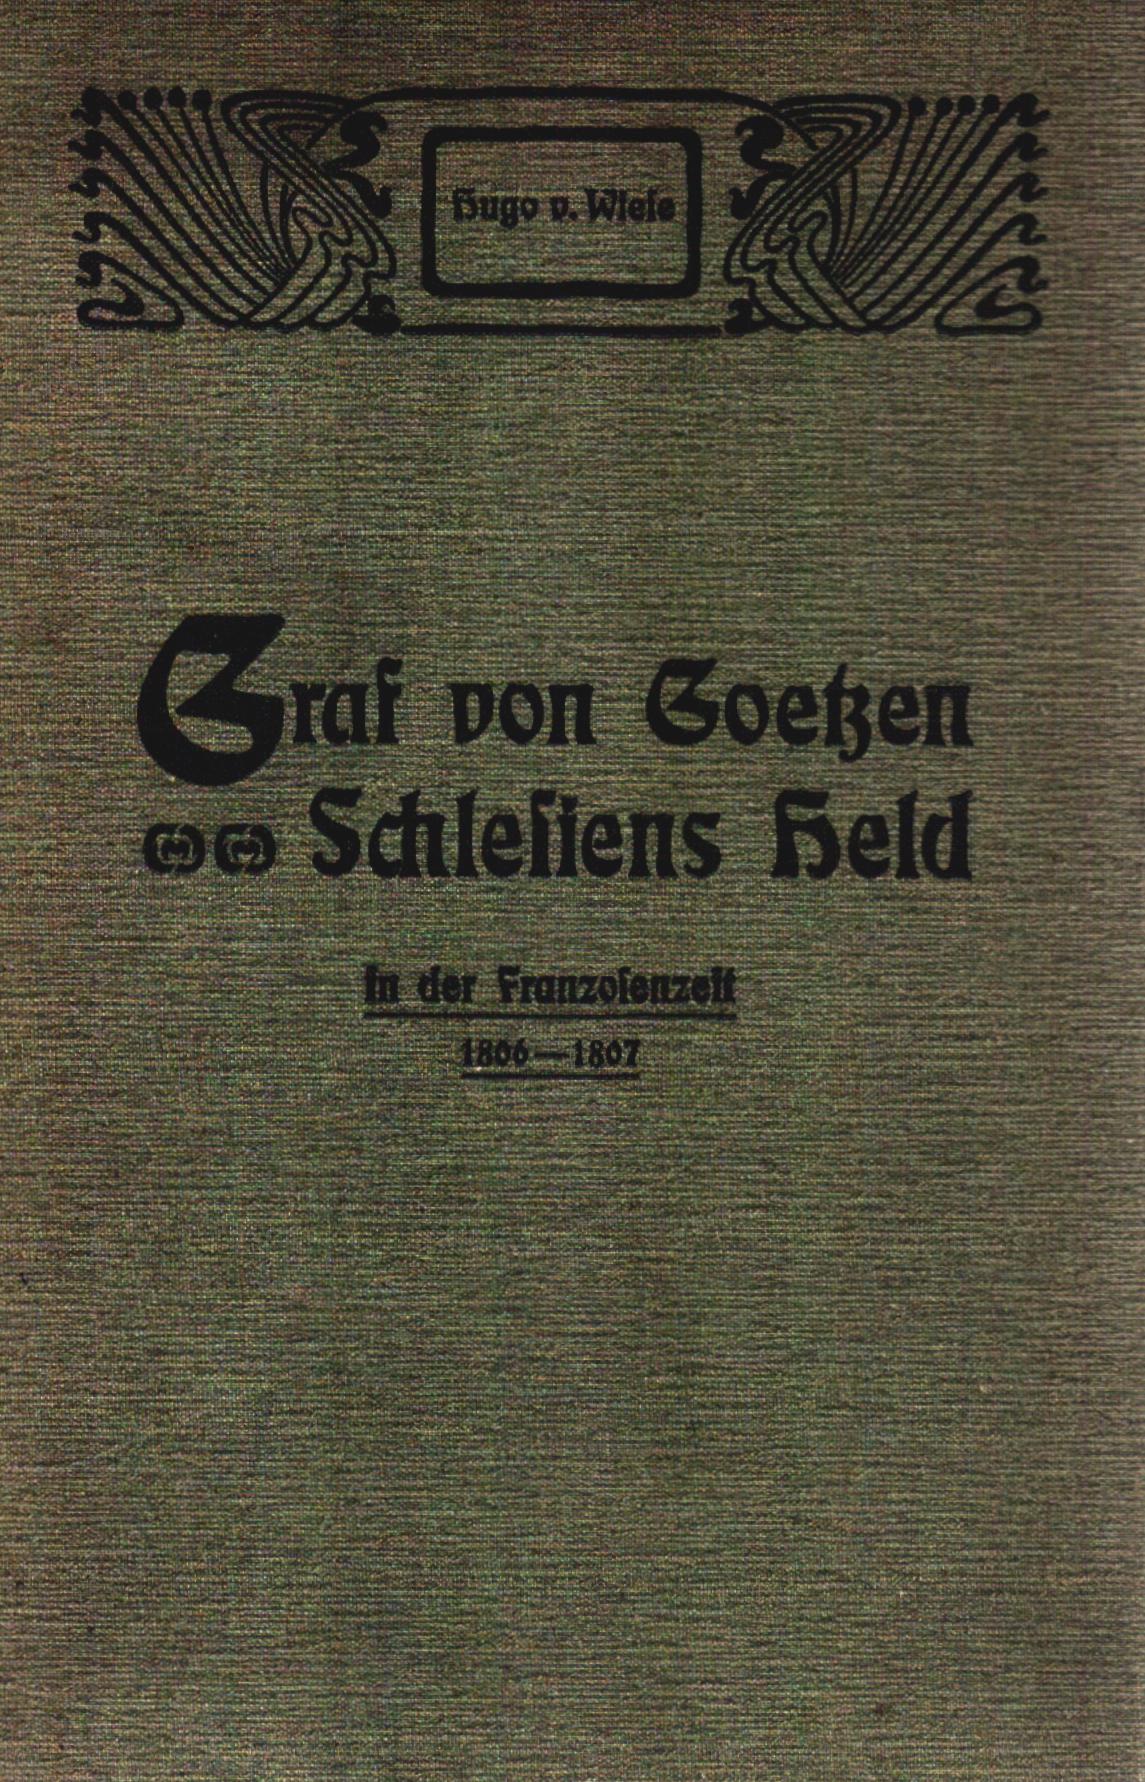 Hugo v. Wieſe
Graf von Goetzen
Schleſiens Held
in der Franzoſenzeit
1806—1807